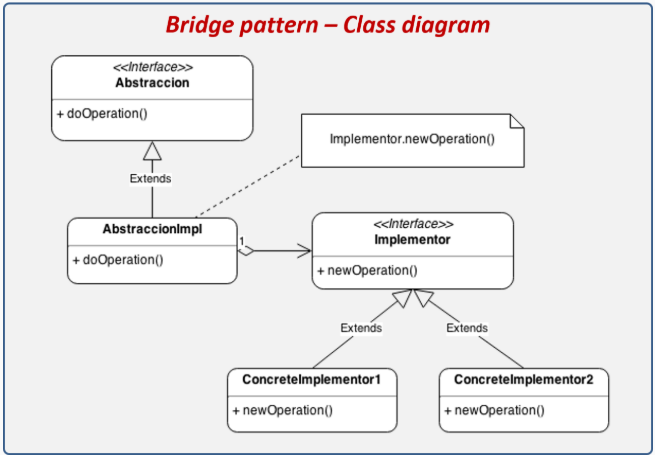 Bridge pattern – Class diagram
<<Interface>>
Abstraccion
+ doOperation()
Implementor.newOperation()
Extends
AbstraccionImpl
+ doOperation()
1
<<Interface>>
Implementor
+ newOperation()
Extends
Extends
ConcreteImplementor1
+ newOperation()
ConcreteImplementor2
+ newOperation()